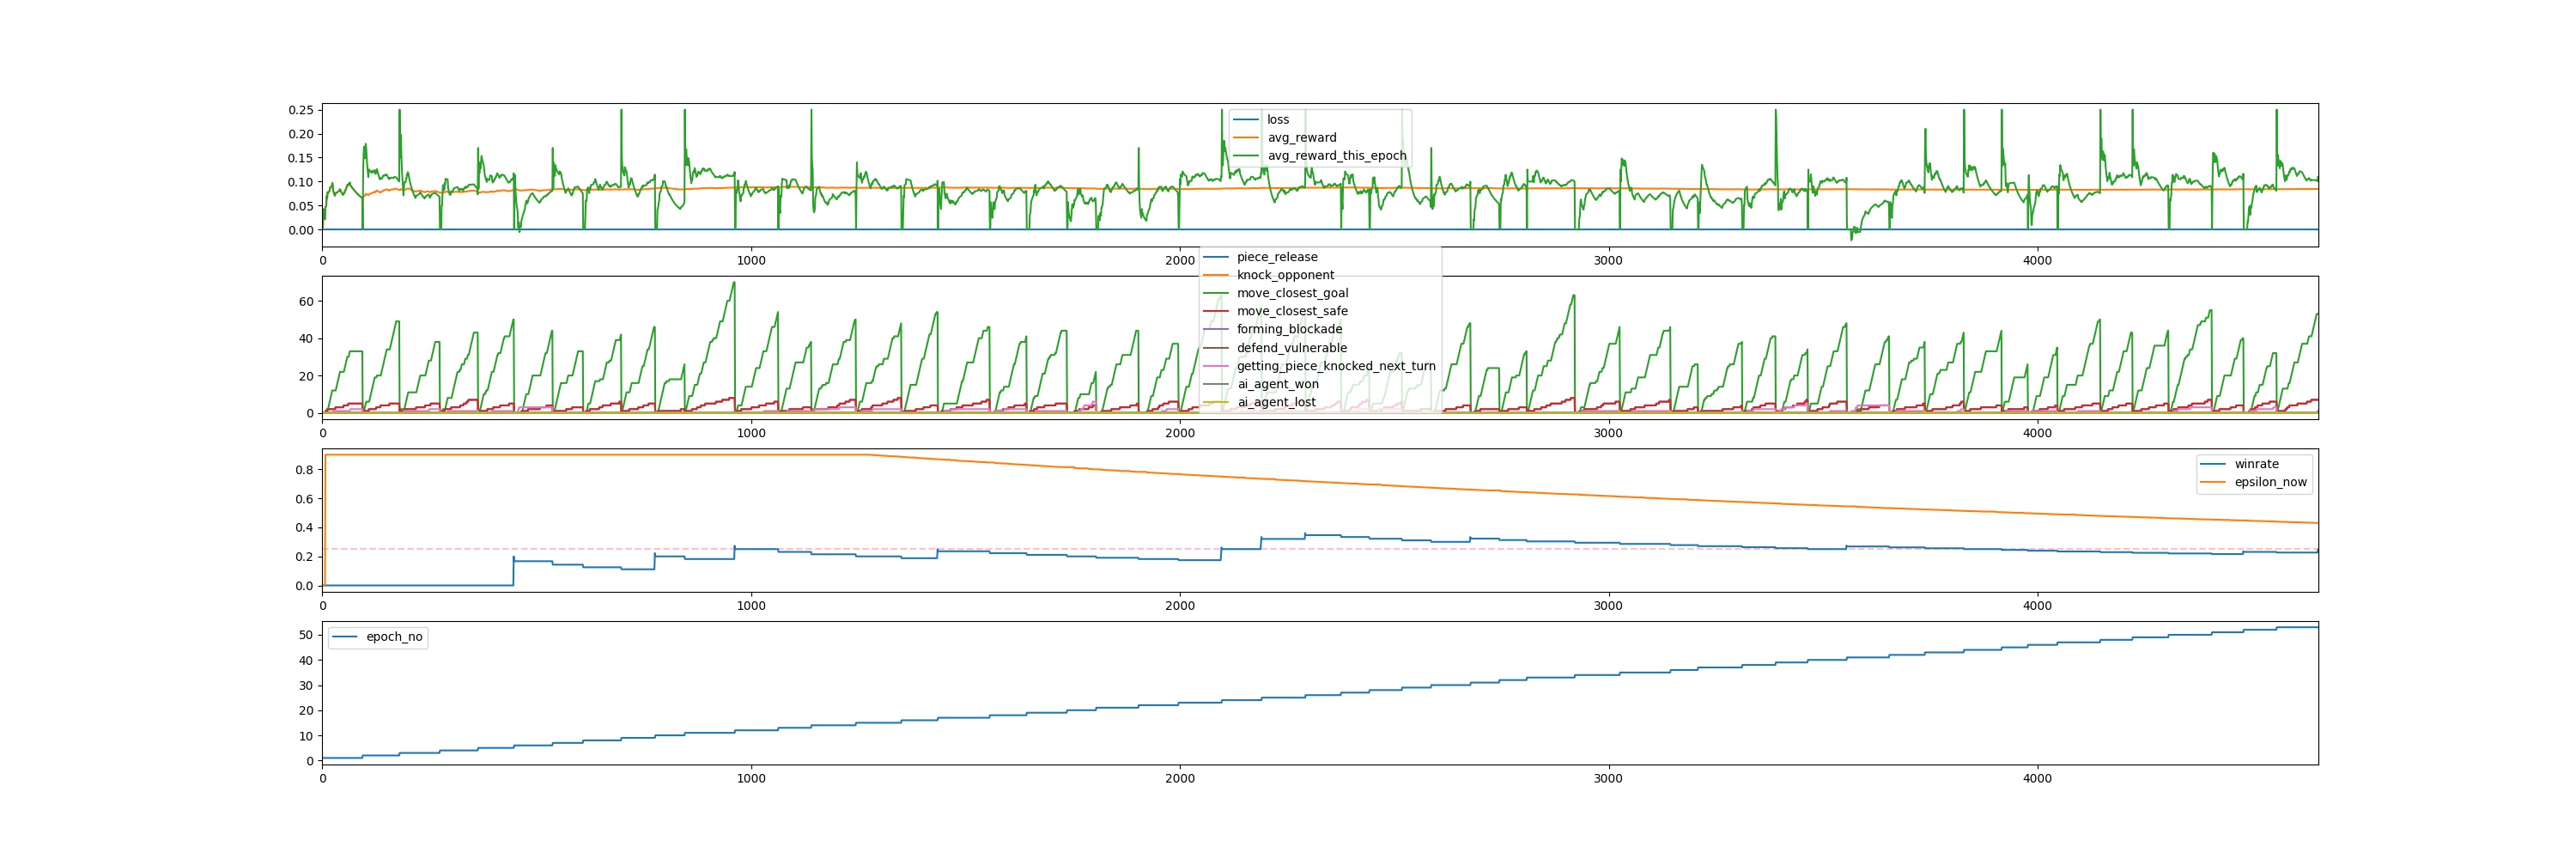 0.25
0.20
0.15
0.10
0.05
0.00
loss
avg_reward
avg_reward_this_epoch
0 1000 2000 3000 4000
60
40
20
0
piece_release
knock_opponent
move_closest_goal
move_closest_safe
forming_blockade
defend_vulnerable
getting_piece_knocked_next_turn
ai_agent_won
ai_agent_lost
0 1000 2000 3000 4000
0.8
0.6
0.4
0.2
0.0
winrate
epsilon_now
0 1000 2000 3000 4000
50
40
30
20
10
0
epoch_no
0 1000 2000 3000 4000